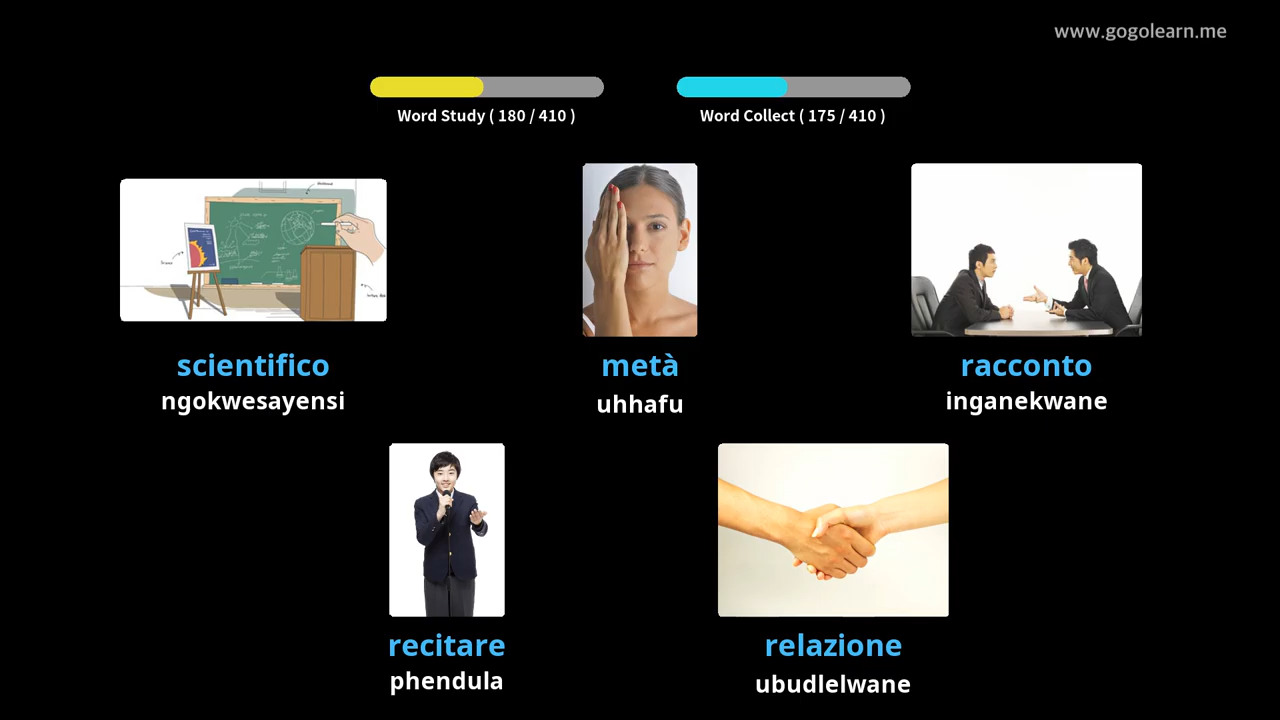 www.gogolearn.me
Word Study ( 180 / 410 )
Word Collect ( 175 / 410 )
scientifico
ngokwesayensi
metà
uhhafu
racconto
inganekwane
recitare
phendula
relazione
ubudlelwane